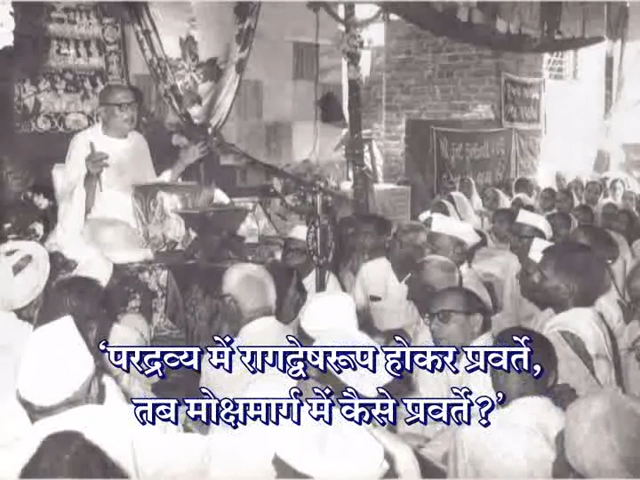 ‘परद्रव्य में रागद्वेषरूप होकर प्रवर्ते,
तब मोक्षमार्ग में कैसे प्रवर्ते?’